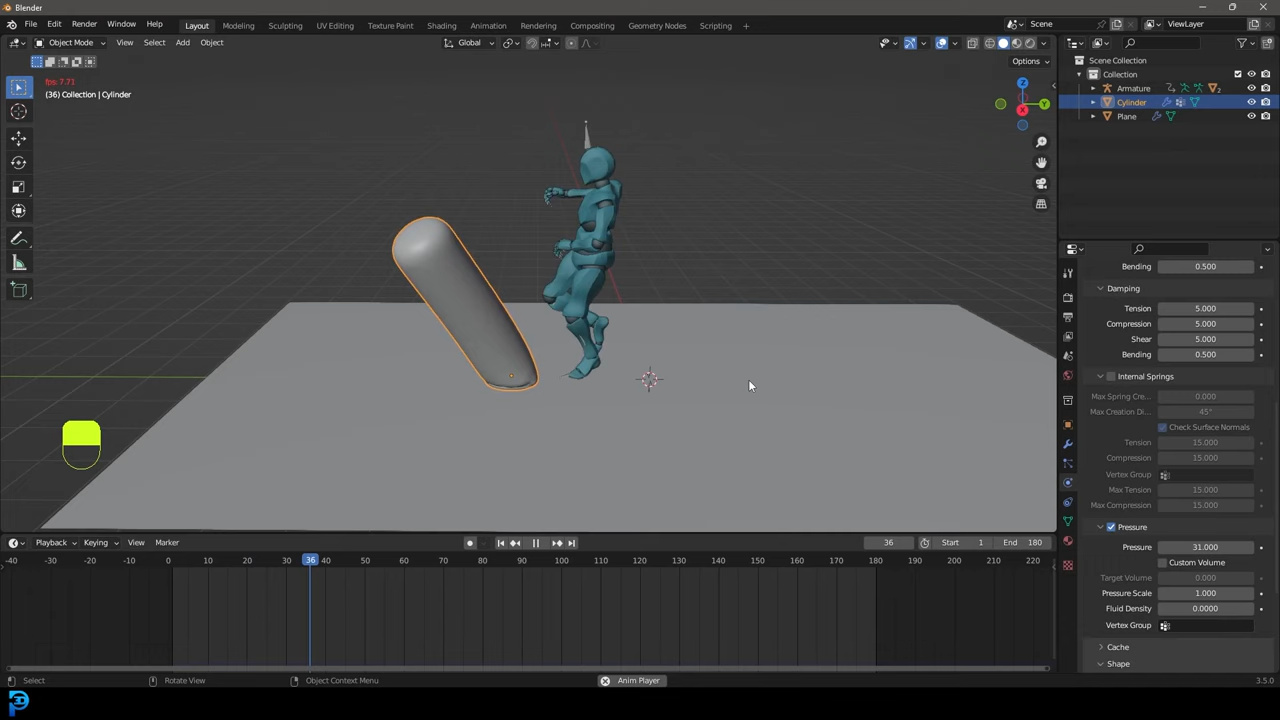 Blender
File Edit Render Window Help Layout Modeling Sculpting UV Editing Texture Paint Shading Animation Rendering Compositing Geometry Nodes Scripting Scene ViewLayer
Object Mode View Select Add Object Global
Options
fps: 7.71
(36) Collection | Cylinder
Z
Y
X
Scene Collection
Collection
Armature 2
Cylinder
Plane
Bending 0.500
Damping
Tension 5.000
Compression 5.000
Shear 5.000
Bending 0.500
Internal Springs
Max Spring Cre... 0.000
Max Creation Di... 45°
Check Surface Normals
Tension 15.000
Compression 15.000
Vertex Group
Max Tension 15.000
Max Compression 15.000
Pressure
Pressure 31.000
Custom Volume
Target Volume 0.000
Pressure Scale 1.000
Fluid Density 0.0000
Vertex Group
Cache
Shape
Playback Keying View Marker 36 Start 1 End 180
-40 -30 -20 -10 0 10 20 30 36 40 50 60 70 80 90 100 110 120 130 140 150 160 170 180 190 200 210 220
Select Rotate View Object Context Menu Anim Player 3.5.0